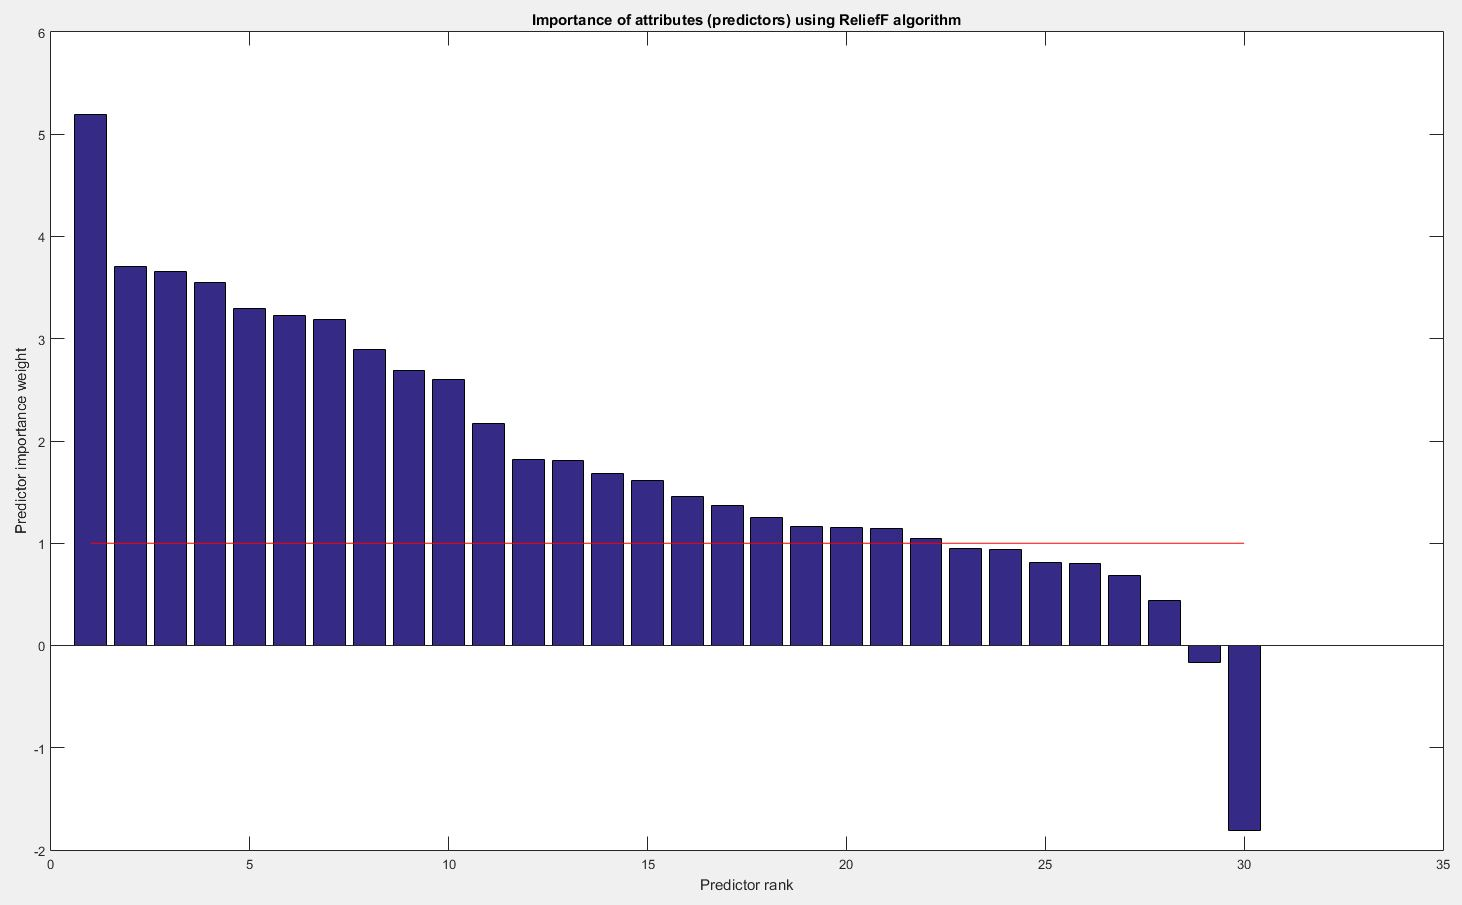 Importance of attributes (predictors) using ReliefF algorithm
6
5
4
3
2
1
0
-1
-2
Predictor importance weight
0 5 10 15 20 25 30 35
Predictor rank